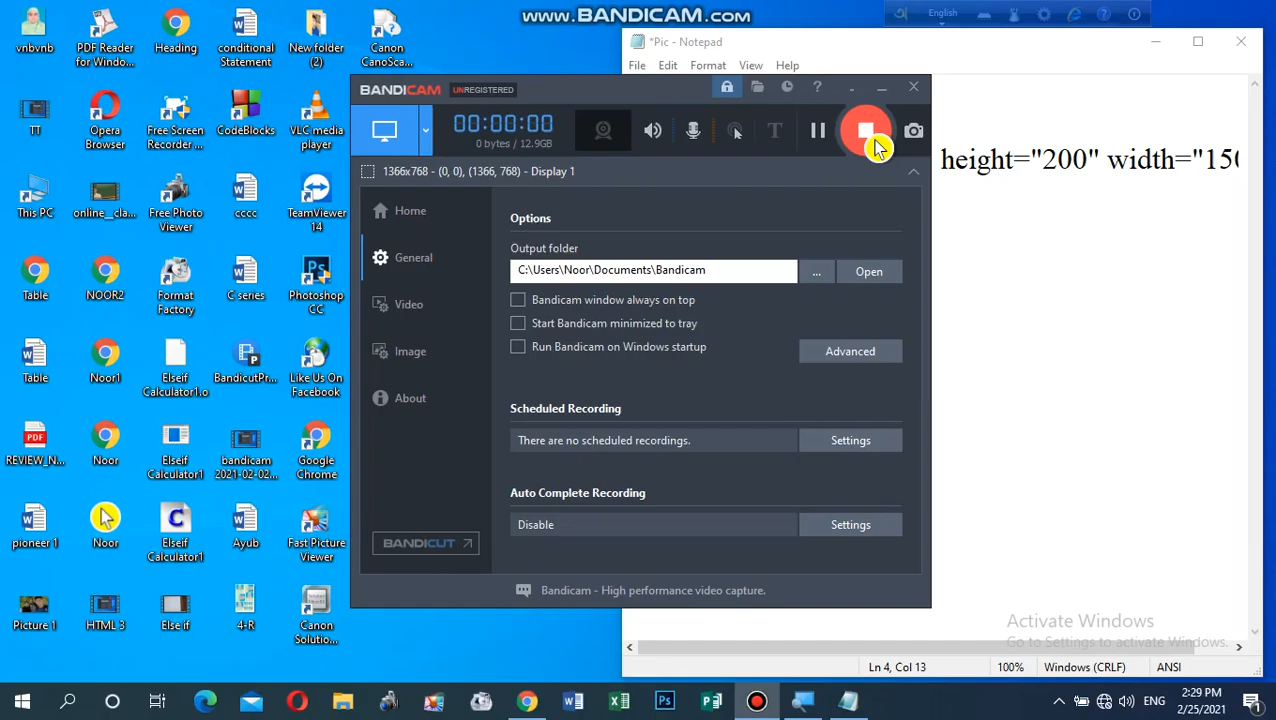 www.BANDICAM.com
English
vnbvnb
PDF Reader
for Windo...
Heading
conditional
Statement
New folder
(2)
Canon
CanoSca...
TT
Opera
Browser
Free Screen
Recorder ...
CodeBlocks
VLC media
player
This PC
online__cla...
Free Photo
Viewer
cccc
TeamViewer
14
Table
NOOR2
Format
Factory
C series
Photoshop
CC
Table
Noor1
Elseif
Calculator1.o
BandicutPr...
Like Us On
Facebook
PDF
REVIEW_N...
Noor
Elseif
Calculator1
bandicam
2021-02-02...
Google
Chrome
pioneer 1
Noor
Elseif
Calculator1
Ayub
Fast Picture
Viewer
Picture 1
HTML 3
Else if
4-R
Canon
Solutio...
*Pic - Notepad
File Edit Format View Help
height="200" width="150
BANDICAM UNREGISTERED
00:00:00
0 bytes / 12.9GB
1366x768 - (0, 0), (1366, 768) - Display 1
Home
General
Video
Image
About
BANDICUT
Options
Output folder
C:\Users\Noor\Documents\Bandicam
... Open
Bandicam window always on top
Start Bandicam minimized to tray
Run Bandicam on Windows startup
Advanced
Scheduled Recording
There are no scheduled recordings. Settings
Auto Complete Recording
Disable Settings
Bandicam - High performance video capture.
Activate Windows
Go to Settings to activate Windows.
Ln 4, Col 13 100% Windows (CRLF) ANSI
ENG
2:29 PM
2/25/2021
1